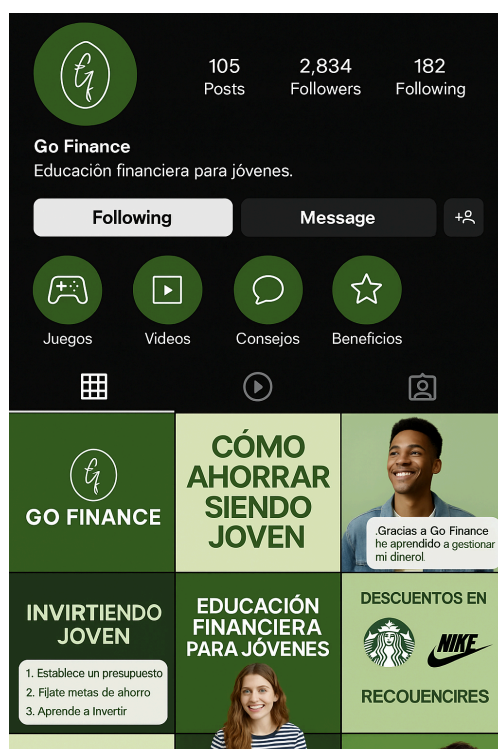 105
Posts
2,834
Followers
182
Following
Go Finance
Educación financiera para jóvenes.
Following
Message
Juegos
Videos
Consejos
Beneficios
GO FINANCE
CÓMO
AHORRAR
SIENDO
JOVEN
.Gracias a Go Finance
he aprendido a gestionar
mi dinerol.
INVIRTIENDO
JOVEN
1. Establece un presupuesto
2. Fijlate metas de ahorro
3. Aprende a Invertir
EDUCACIÓN
FINANCIERA
PARA JÓVENES
DESCUENTOS EN
NIKE
RECOUENCIRES